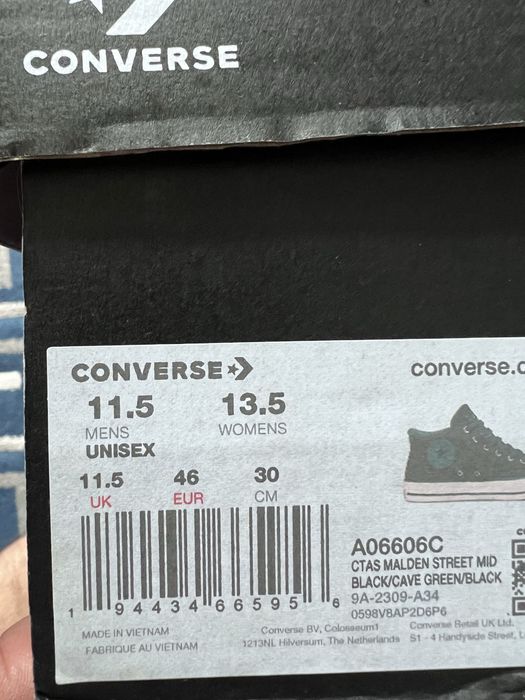 CONVERSE
CONVERSE
converse.c
11.5 13.5
MENS WOMENS
UNISEX
11.5 46 30
UK EUR CM
A06606C
CTAS MALDEN STREET MID
BLACK/CAVE GREEN/BLACK
9A-2309-A34
0598V8AP2D6P6
1 94434 66595 6
MADE IN VIETNAM
FABRIQUE AU VIETNAM
Converse BV, Colosseum1
1213NL Hilversum, The Netherlands
Converse Retail UK Ltd.
S1 - 4 Handyside Street,